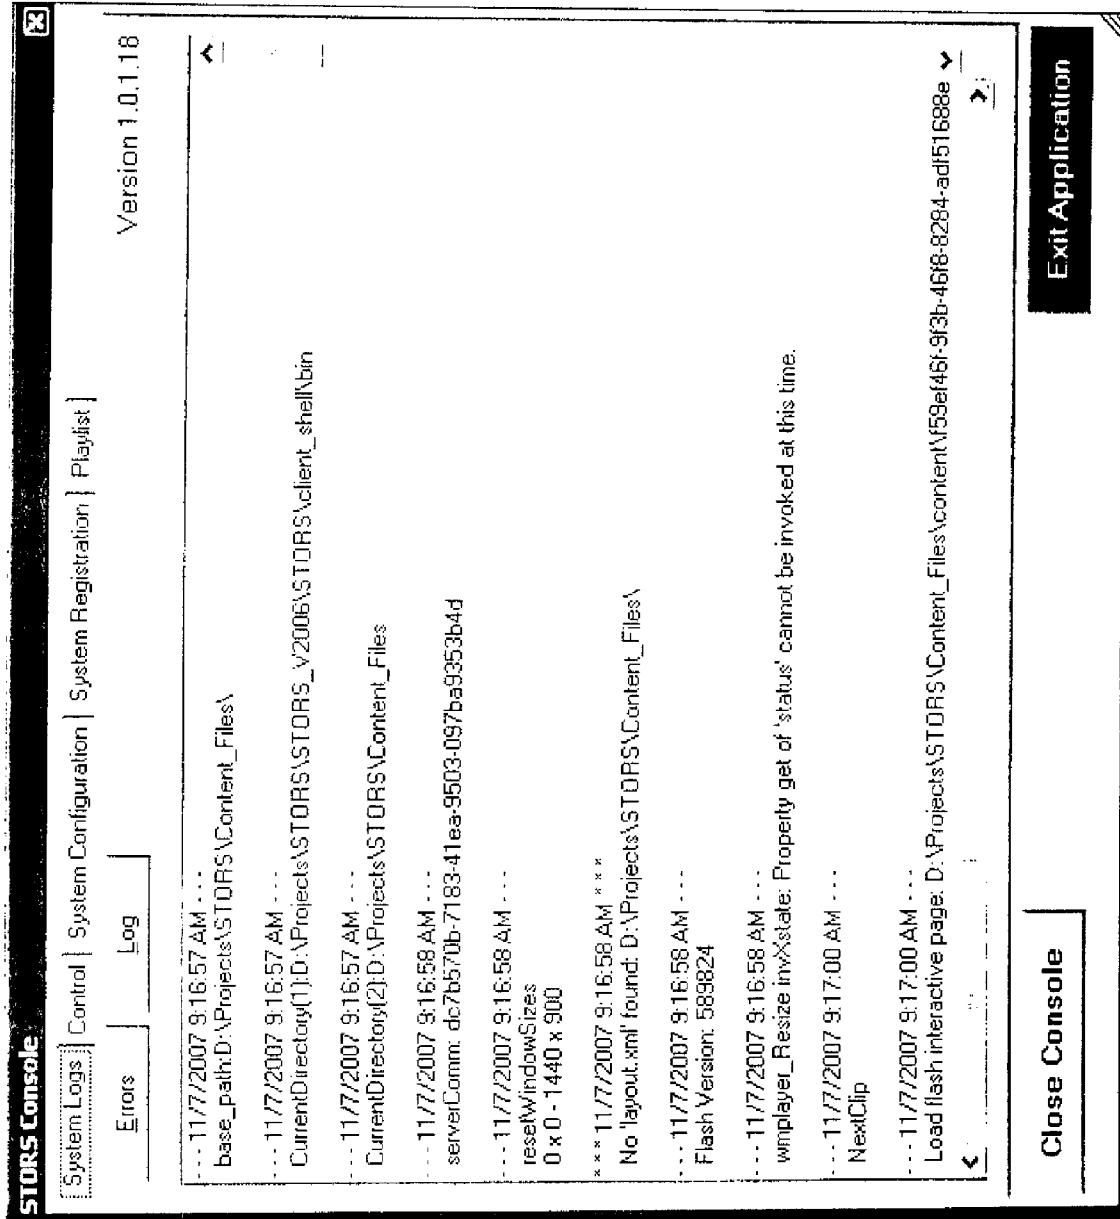 STORS Console
System Logs Control System Configuration System Registration Playlist
Errors Log Version 1.0.1.18
--- 11/7/2007 9:16:57 AM ---
base_path:D:\Projects\STORS\Content_Files\
--- 11/7/2007 9:16:57 AM ---
CurrentDirectory(1):D:\Projects\STORS\STORS_V2006\STORS\client_shell\bin
--- 11/7/2007 9:16:57 AM ---
CurrentDirectory(2):D:\Projects\STORS\Content_Files
--- 11/7/2007 9:16:58 AM ---
serverComm: dc7b570b-7183-41ea-9503-097ba9353b4d
--- 11/7/2007 9:16:58 AM ---
resetWindowSizes
0 x 0 - 1440 x 900
*** 11/7/2007 9:16:58 AM ***
No 'layout.xml' found: D:\Projects\STORS\Content_Files\
--- 11/7/2007 9:16:58 AM ---
Flash Version: 589824
--- 11/7/2007 9:16:58 AM ---
wmplayer_Resize inv/Xstate: Property get of 'status' cannot be invoked at this time.
--- 11/7/2007 9:17:00 AM ---
NextClip
--- 11/7/2007 9:17:00 AM ---
Load flash interactive page: D:\Projects\STORS\Content_Files\content\f59ef46f-9f3b-46f8-8284-adf51688e
Close Console Exit Application